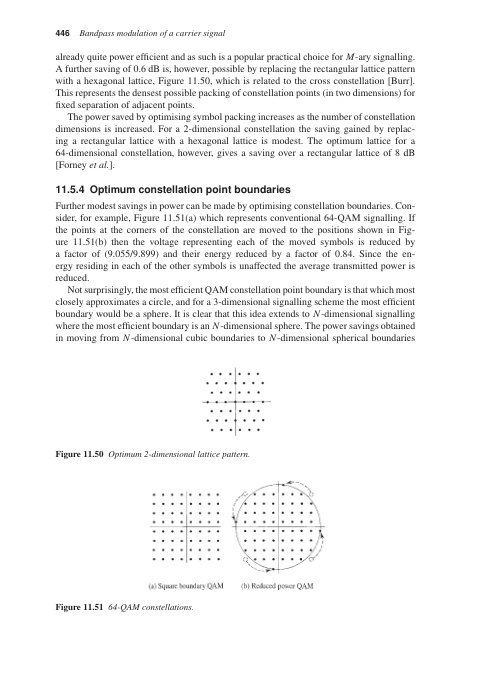 446 Bandpass modulation of a carrier signal
already quite power efficient and as such is a popular practical choice for M-ary signalling.
A further saving of 0.6 dB is, however, possible by replacing the rectangular lattice pattern
with a hexagonal lattice, Figure 11.50, which is related to the cross constellation [Burr].
This represents the densest possible packing of constellation points (in two dimensions) for
fixed separation of adjacent points.
The power saved by optimising symbol packing increases as the number of constellation
dimensions is increased. For a 2-dimensional constellation the saving gained by replac-
ing a rectangular lattice with a hexagonal lattice is modest. The optimum lattice for a
64-dimensional constellation, however, gives a saving over a rectangular lattice of 8 dB
[Forney et al.].
11.5.4 Optimum constellation point boundaries
Further modest savings in power can be made by optimising constellation boundaries. Con-
sider, for example, Figure 11.51(a) which represents conventional 64-QAM signalling. If
the points at the corners of the constellation are moved to the positions shown in Fig-
ure 11.51(b) then the voltage representing each of the moved symbols is reduced by
a factor of (9.055/9.899) and their energy reduced by a factor of 0.84. Since the en-
ergy residing in each of the other symbols is unaffected the average transmitted power is
reduced.
Not surprisingly, the most efficient QAM constellation point boundary is that which most
closely approximates a circle, and for a 3-dimensional signalling scheme the most efficient
boundary would be a sphere. It is clear that this idea extends to N-dimensional signalling
where the most efficient boundary is an N-dimensional sphere. The power savings obtained
in moving from N-dimensional cubic boundaries to N-dimensional spherical boundaries
Figure 11.50 Optimum 2-dimensional lattice pattern.
(a) Square boundary QAM (b) Reduced power QAM
Figure 11.51 64-QAM constellations.